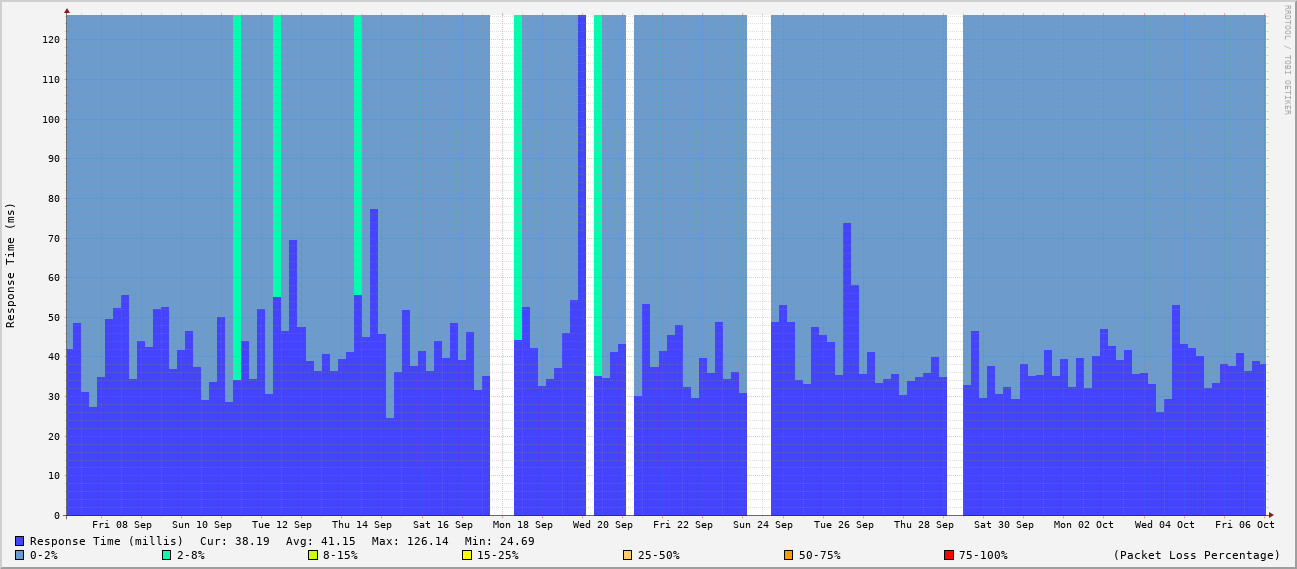 RRDTOOL / TOBI OETIKER
Response Time (ms)
120
110
100
90
80
70
60
50
40
30
20
10
0
Fri 08 Sep Sun 10 Sep Tue 12 Sep Thu 14 Sep Sat 16 Sep Mon 18 Sep Wed 20 Sep Fri 22 Sep Sun 24 Sep Tue 26 Sep Thu 28 Sep Sat 30 Sep Mon 02 Oct Wed 04 Oct Fri 06 Oct
Response Time (millis) Cur: 38.19 Avg: 41.15 Max: 126.14 Min: 24.69
0-2% 2-8% 8-15% 15-25% 25-50% 50-75% 75-100% (Packet Loss Percentage)